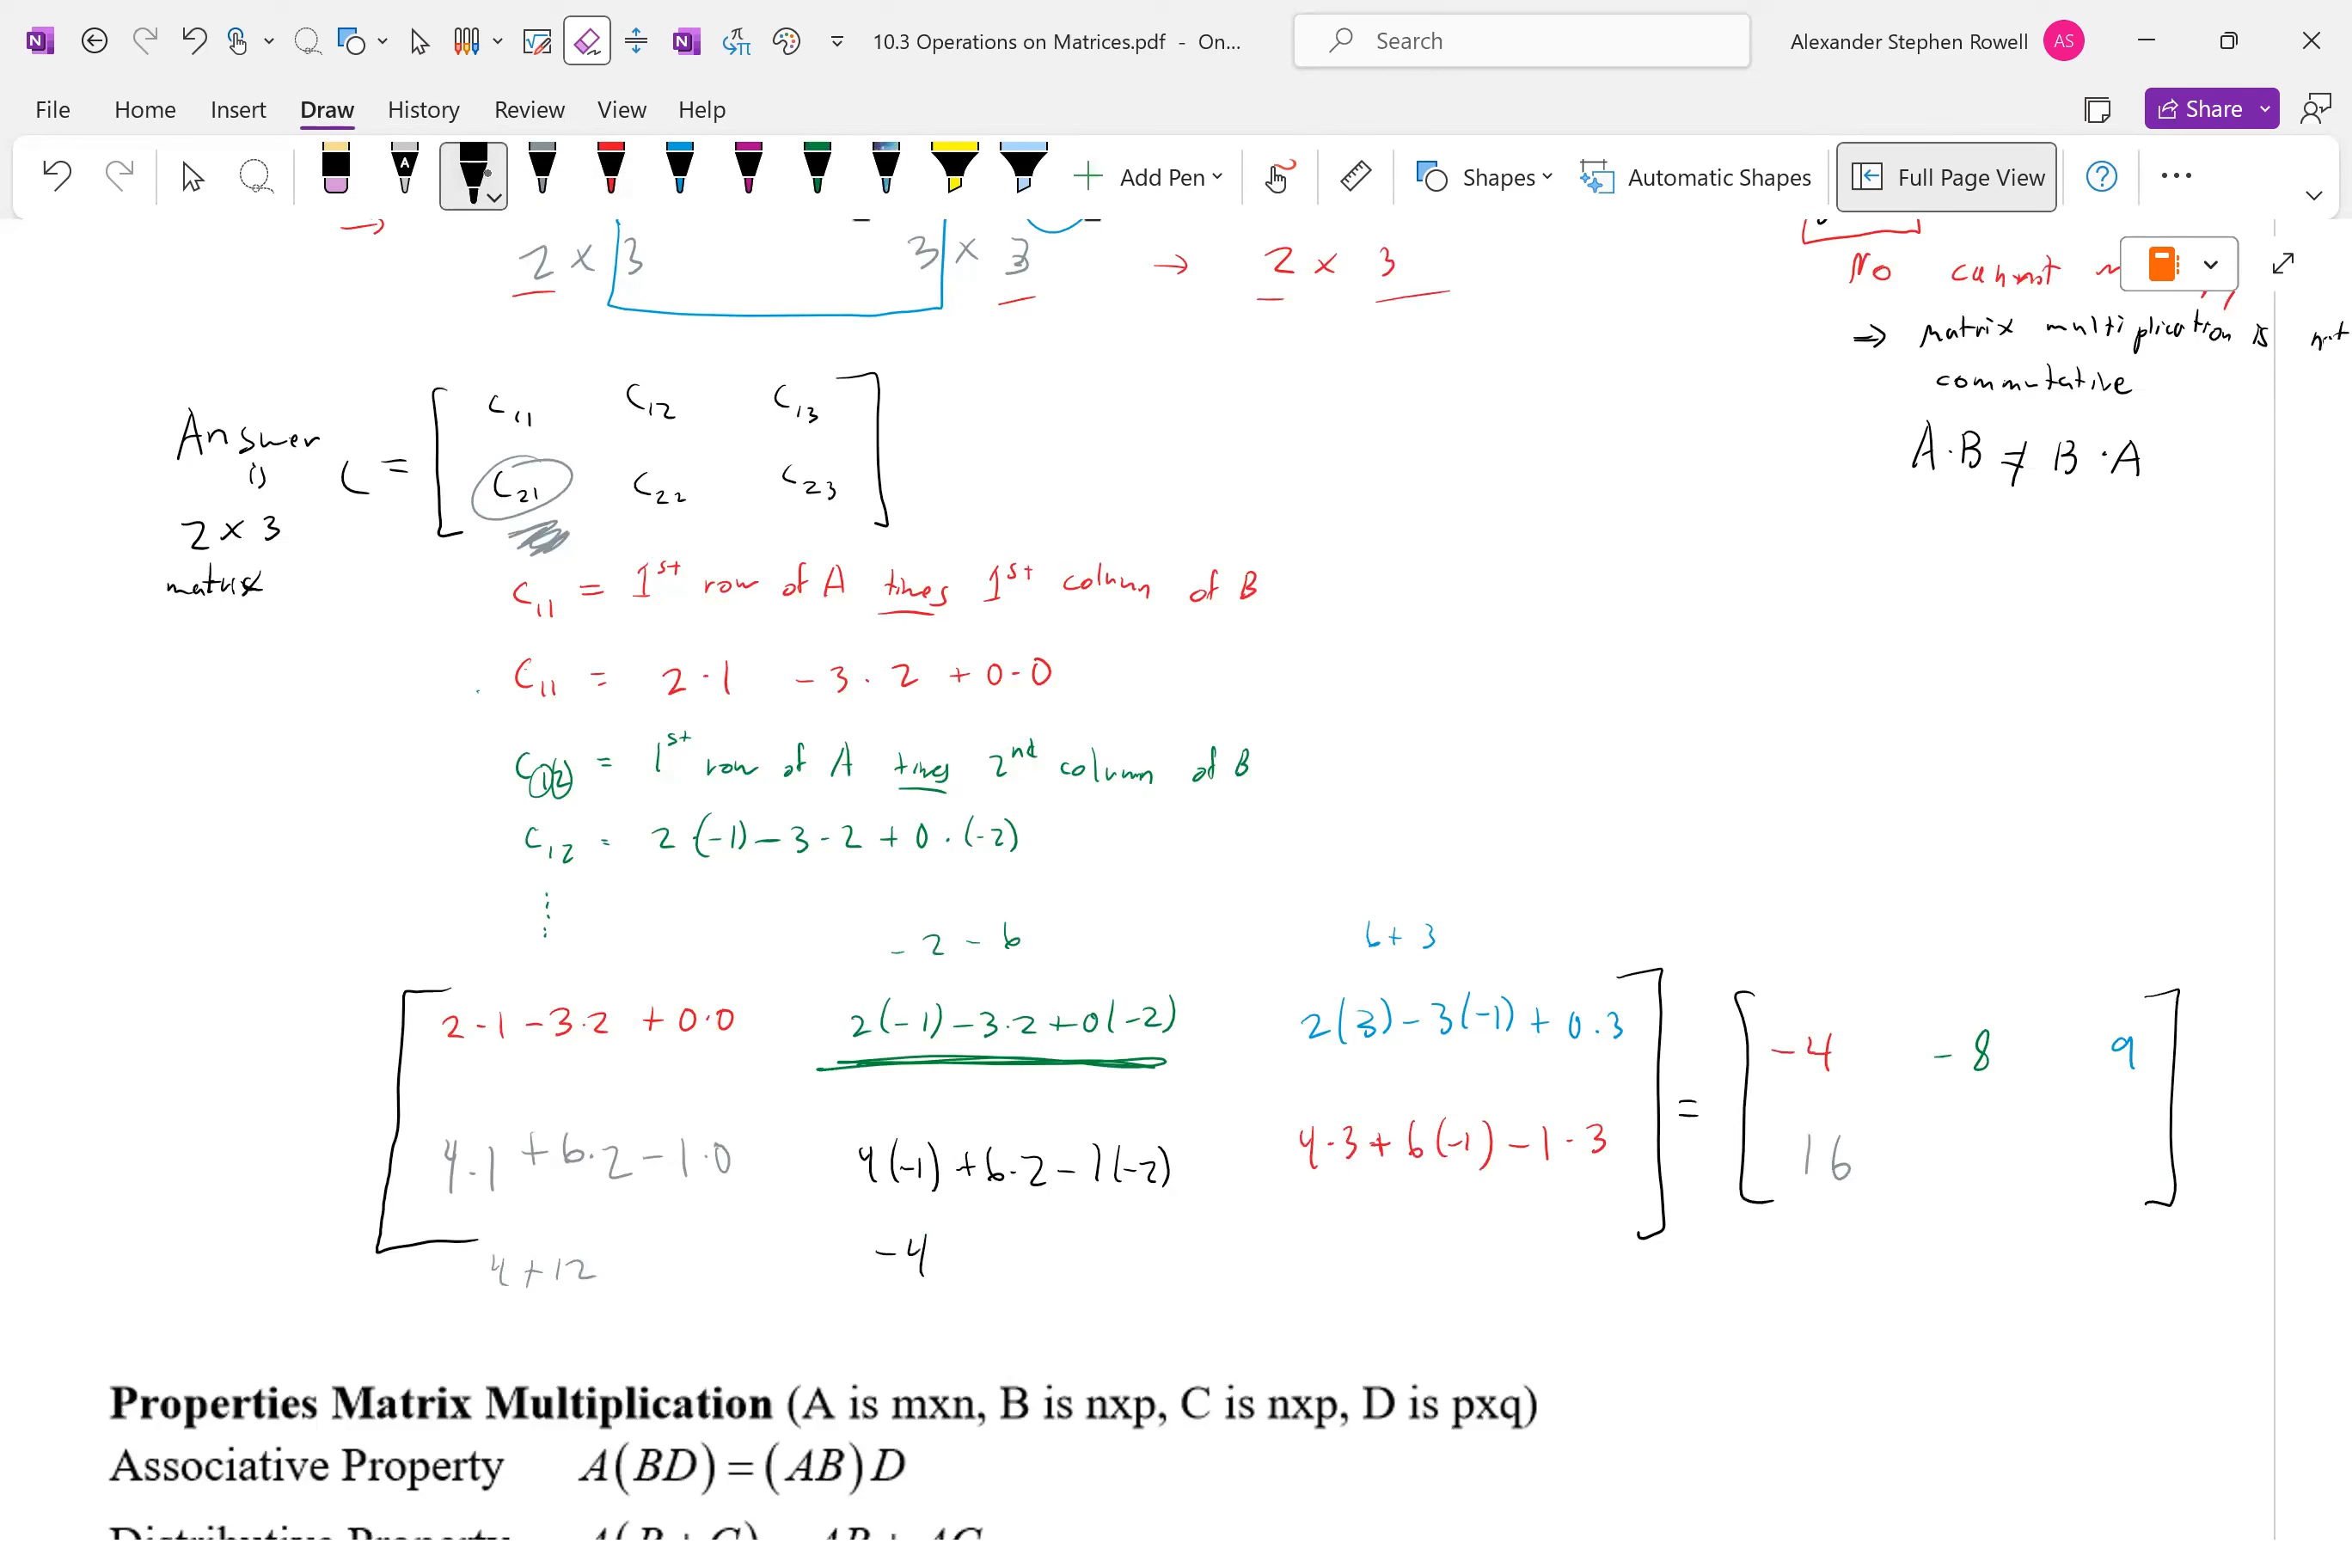 10.3 Operations on Matrices.pdf - On...
Search
Alexander Stephen Rowell
AS
File Home Insert Draw History Review View Help
Share
Add Pen
Shapes
Automatic Shapes
Full Page View
2 × 3 3 × 3 → 2 × 3
No cannot
⇒ matrix multiplication is not
commutative
A·B ≠ B·A
Answer
is
2 × 3
matrix
C = [ C11 C12 C13
C21 C22 C23 ]
C11 = 1st row of A times 1st column of B
C11 = 2·1 - 3·2 + 0·0
C12 = 1st row of A times 2nd column of B
C12 = 2(-1) - 3·2 + 0·(-2)
-2 - 6 6 + 3
[ 2·1 - 3·2 + 0·0 2(-1) - 3·2 + 0(-2) 2(3) - 3(-1) + 0·3 ] = [ -4 -8 9 ]
4·1 + 6·2 - 1·0 4(-1) + 6·2 - 1(-2) 4·3 + 6(-1) - 1·3 16
4 + 12 -4
Properties Matrix Multiplication (A is mxn, B is nxp, C is nxp, D is pxq)
Associative Property A(BD)=(AB)D